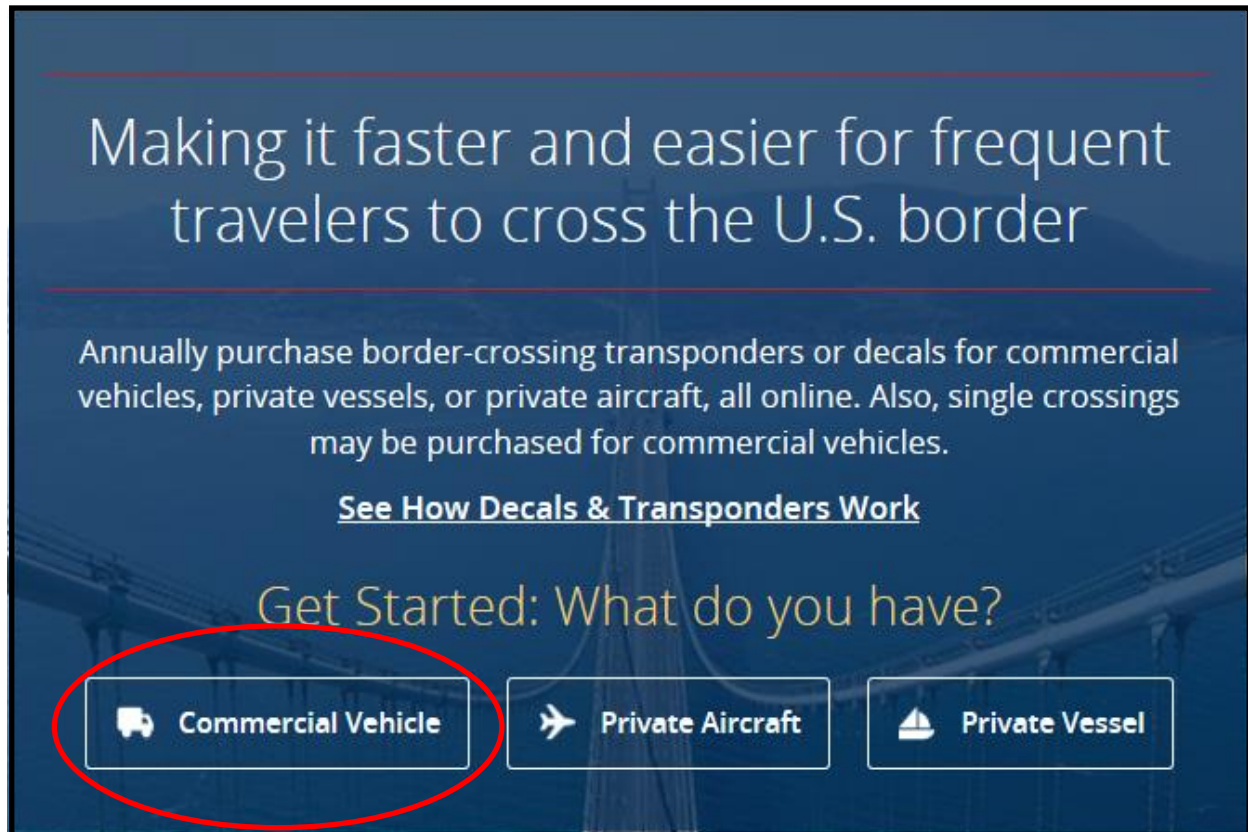 Making it faster and easier for frequent
travelers to cross the U.S. border
Annually purchase border-crossing transponders or decals for commercial
vehicles, private vessels, or private aircraft, all online. Also, single crossings
may be purchased for commercial vehicles.
See How Decals & Transponders Work
Get Started: What do you have?
Commercial Vehicle
Private Aircraft
Private Vessel